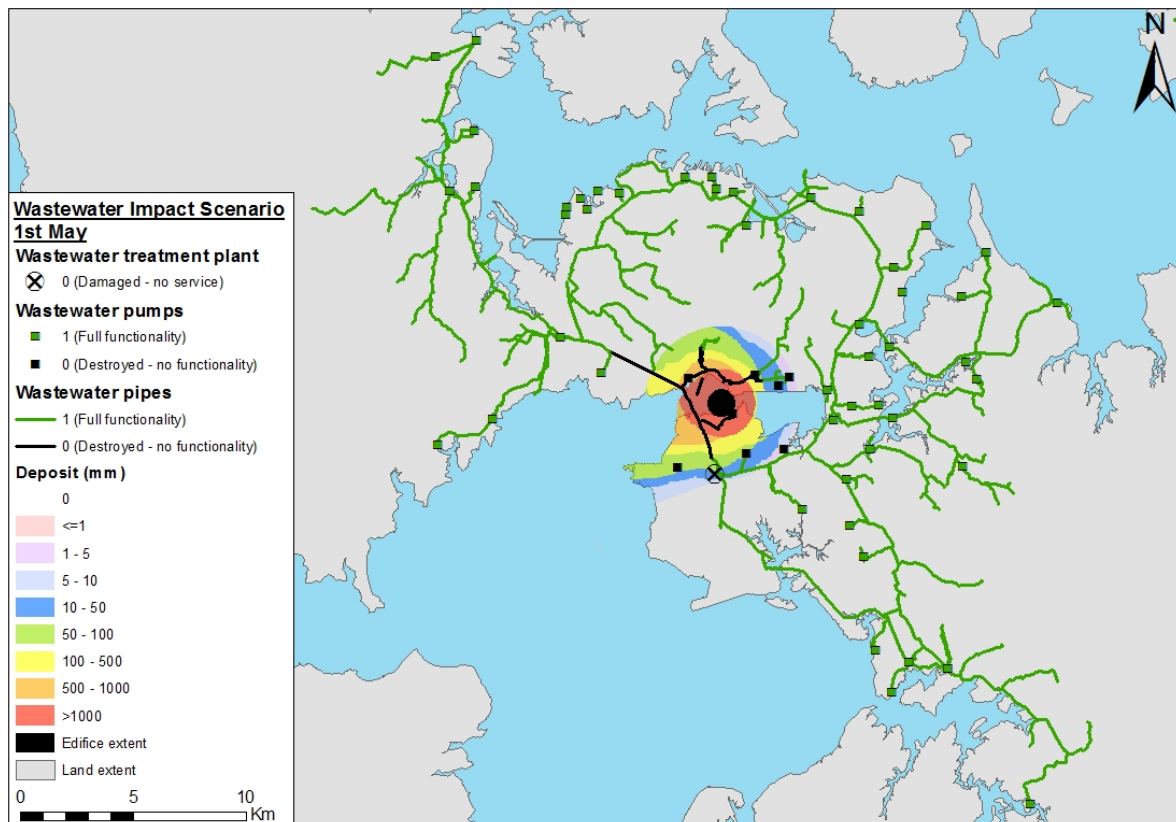 N
Wastewater Impact Scenario
1st May
Wastewater treatment plant
0 (Damaged - no service)
Wastewater pumps
1 (Full functionality)
0 (Destroyed - no functionality)
Wastewater pipes
1 (Full functionality)
0 (Destroyed - no functionality)
Deposit (mm)
0
<=1
1 - 5
5 - 10
10 - 50
50 - 100
100 - 500
500 - 1000
>1000
Edifice extent
Land extent
0 5 10
Km